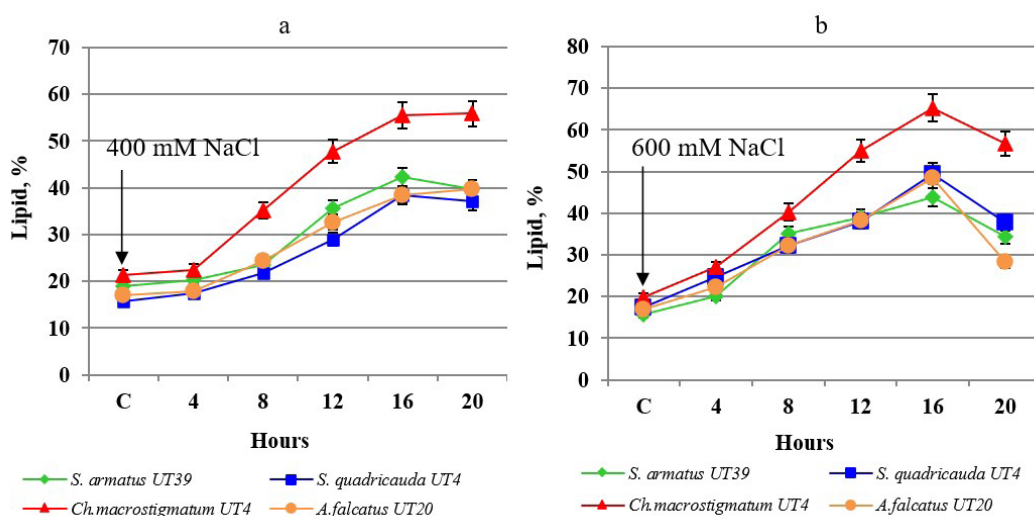 a
70
60
50
40
30
20
10
0
Lipid, %
400 mM NaCl
C 4 8 12 16 20
Hours
S. armatus UT39 S. quadricauda UT4
Ch.macrostigmatum UT4 A.falcatus UT20
b
80
70
60
50
40
30
20
10
0
Lipid, %
600 mM NaCl
C 4 8 12 16 20
Hours
S. armatus UT39 S. quadricauda UT4
Ch.macrostigmatum UT4 A.falcatus UT20